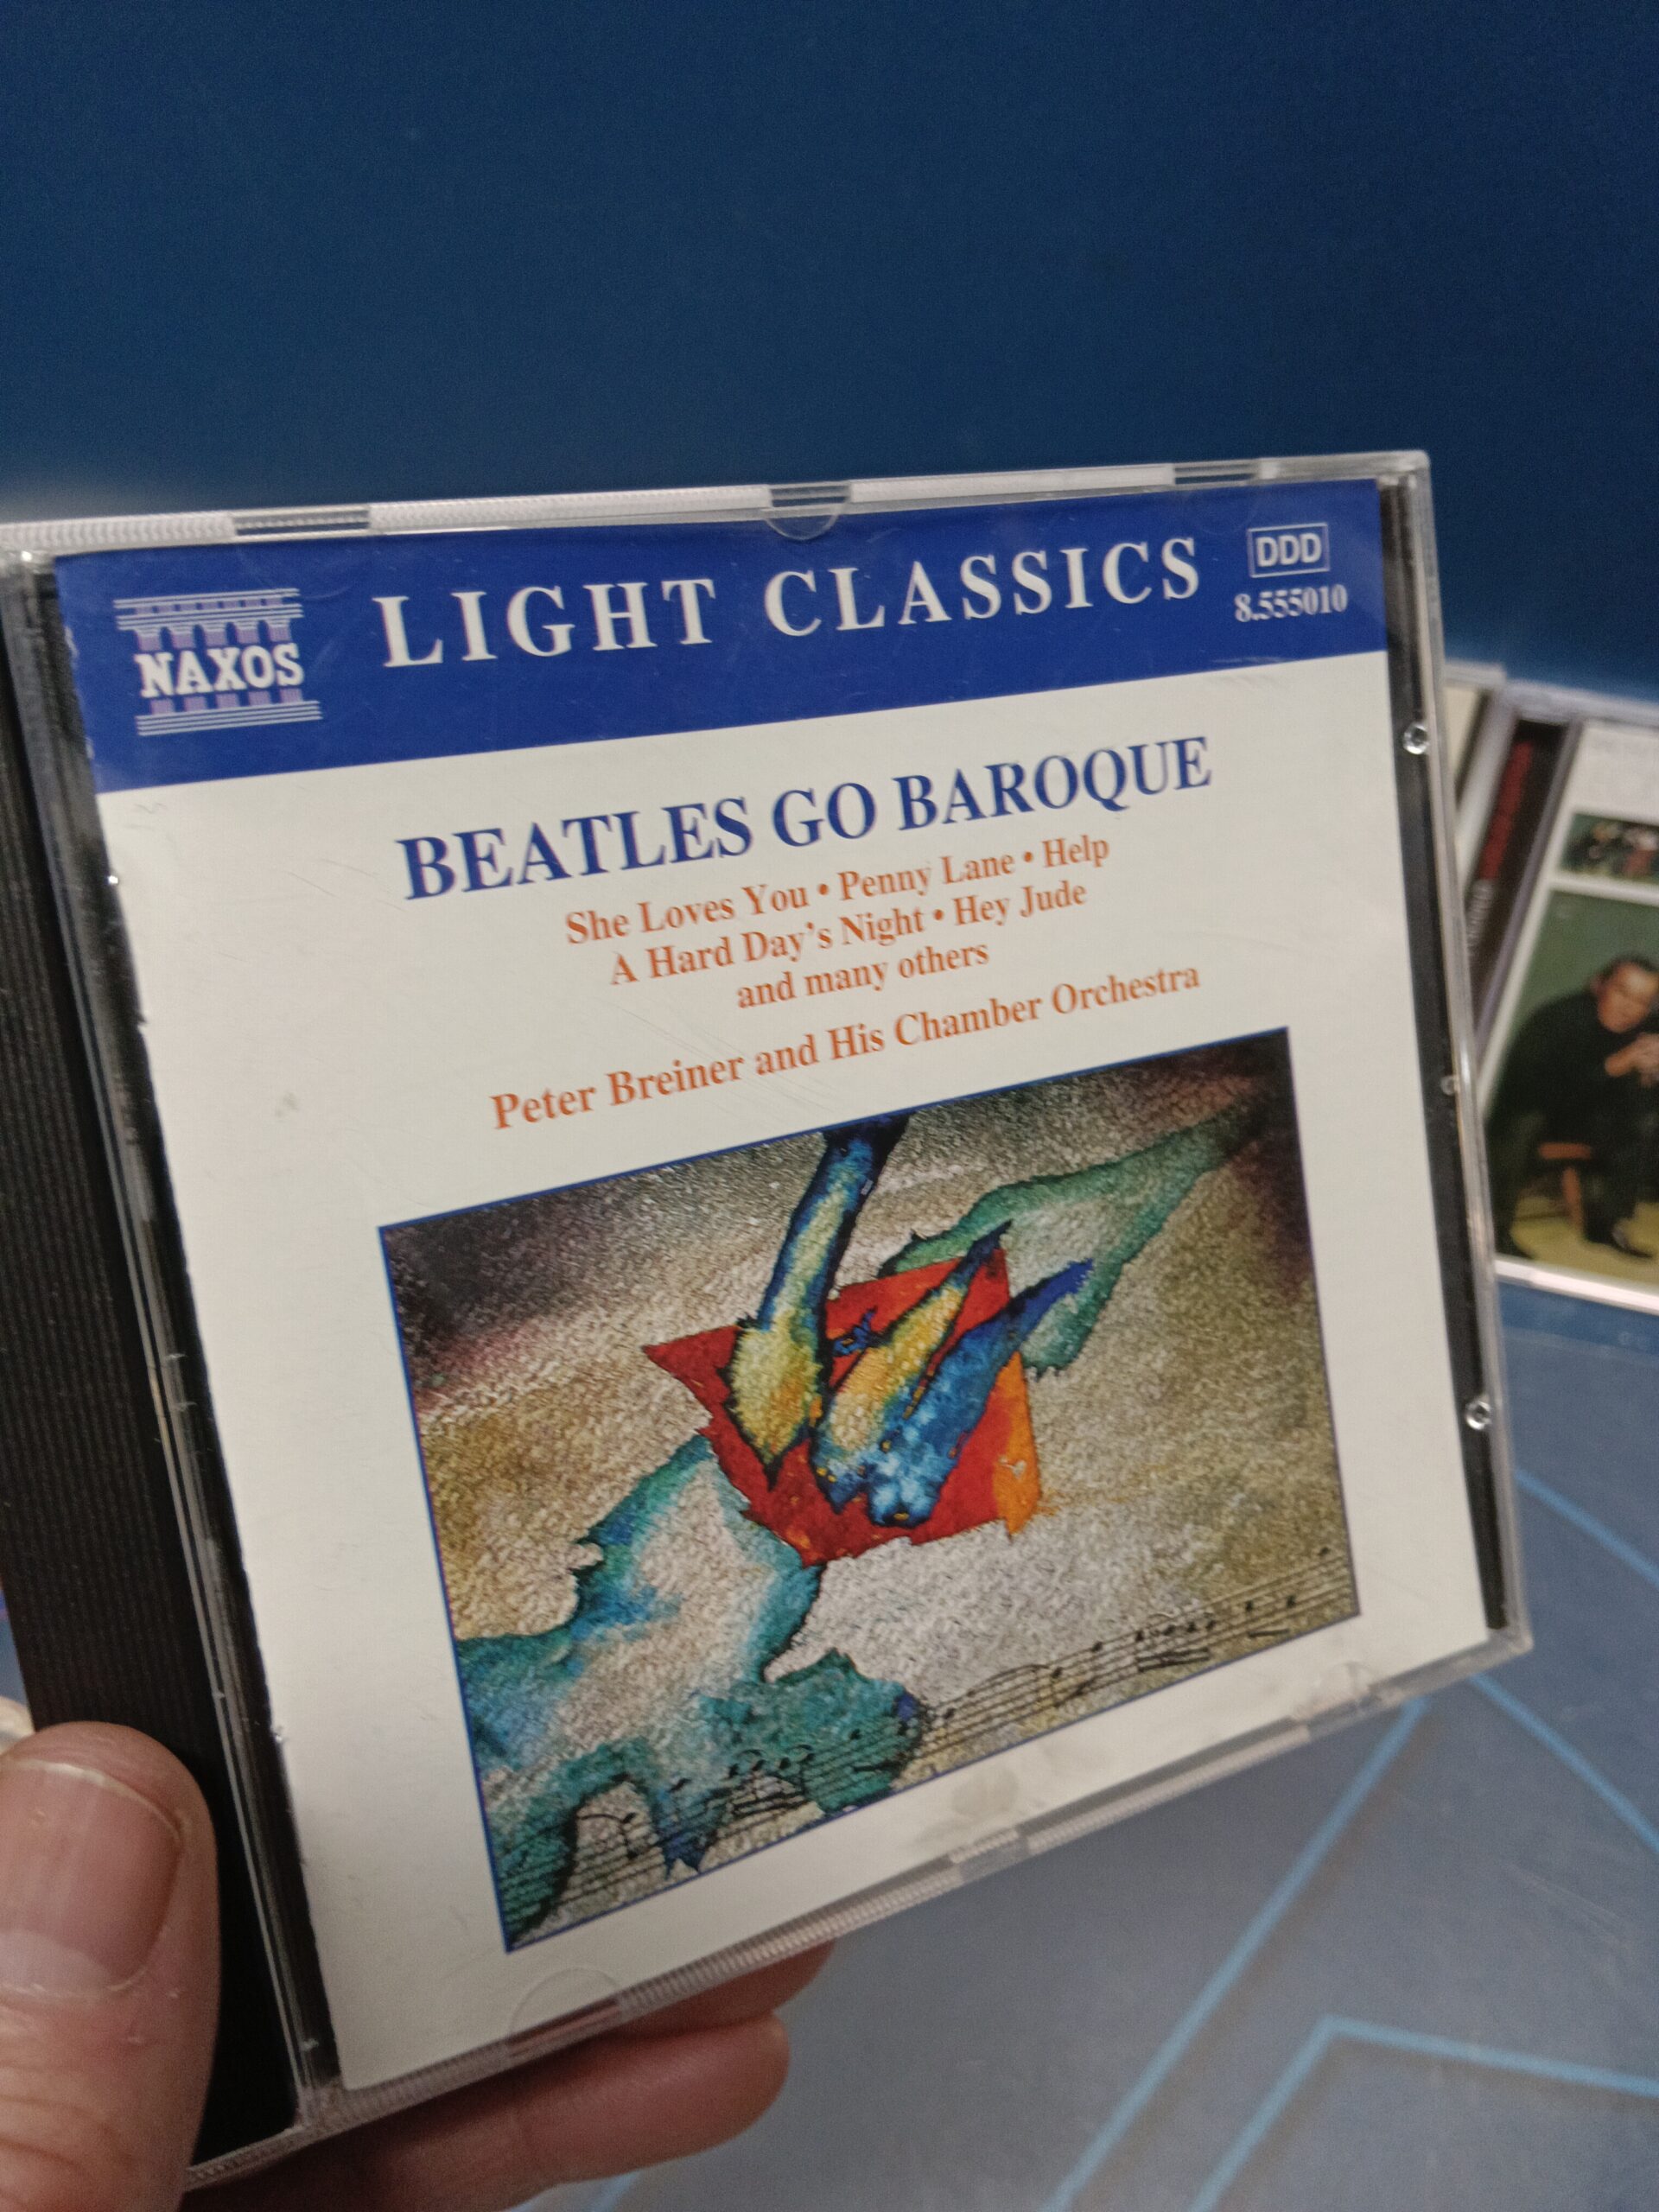 NAXOS
LIGHT CLASSICS
DDD
8.555010
BEATLES GO BAROQUE
She Loves You • Penny Lane • Help
A Hard Day's Night • Hey Jude
and many others
Peter Breiner and His Chamber Orchestra